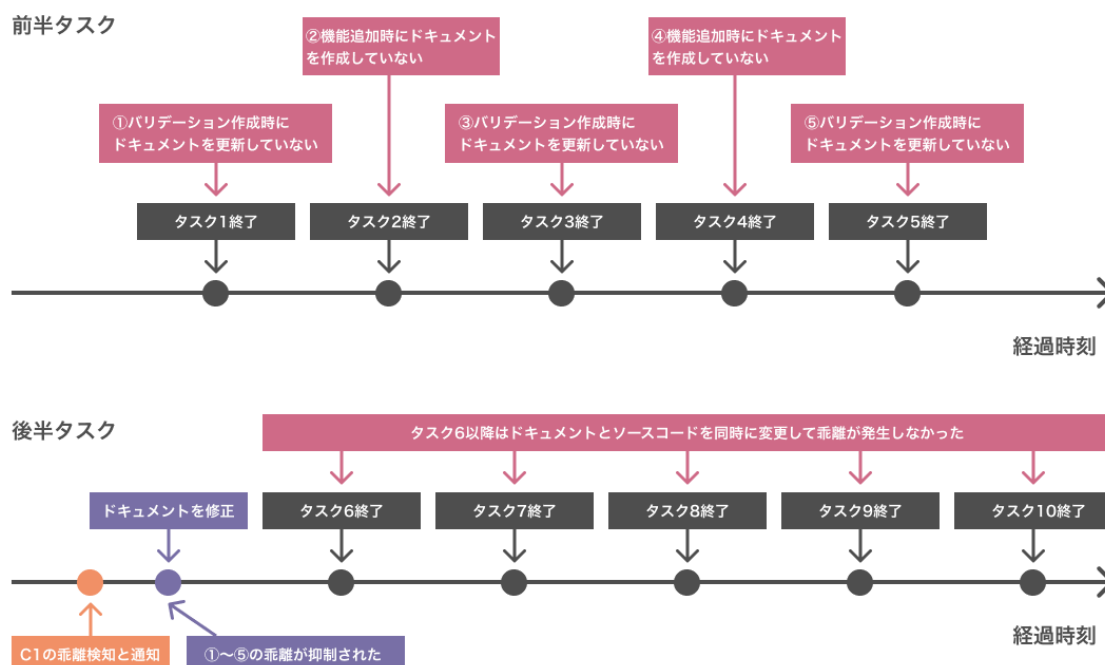 前半タスク
②機能追加時にドキュメント
を作成していない
④機能追加時にドキュメント
を作成していない
①バリデーション作成時に
ドキュメントを更新していない
③バリデーション作成時に
ドキュメントを更新していない
⑤バリデーション作成時に
ドキュメントを更新していない
タスク1終了
タスク2終了
タスク3終了
タスク4終了
タスク5終了
経過時刻
後半タスク
タスク6以降はドキュメントとソースコードを同時に変更して乖離が発生しなかった
ドキュメントを修正
タスク6終了
タスク7終了
タスク8終了
タスク9終了
タスク10終了
経過時刻
C1の乖離検知と通知
①〜⑤の乖離が抑制された